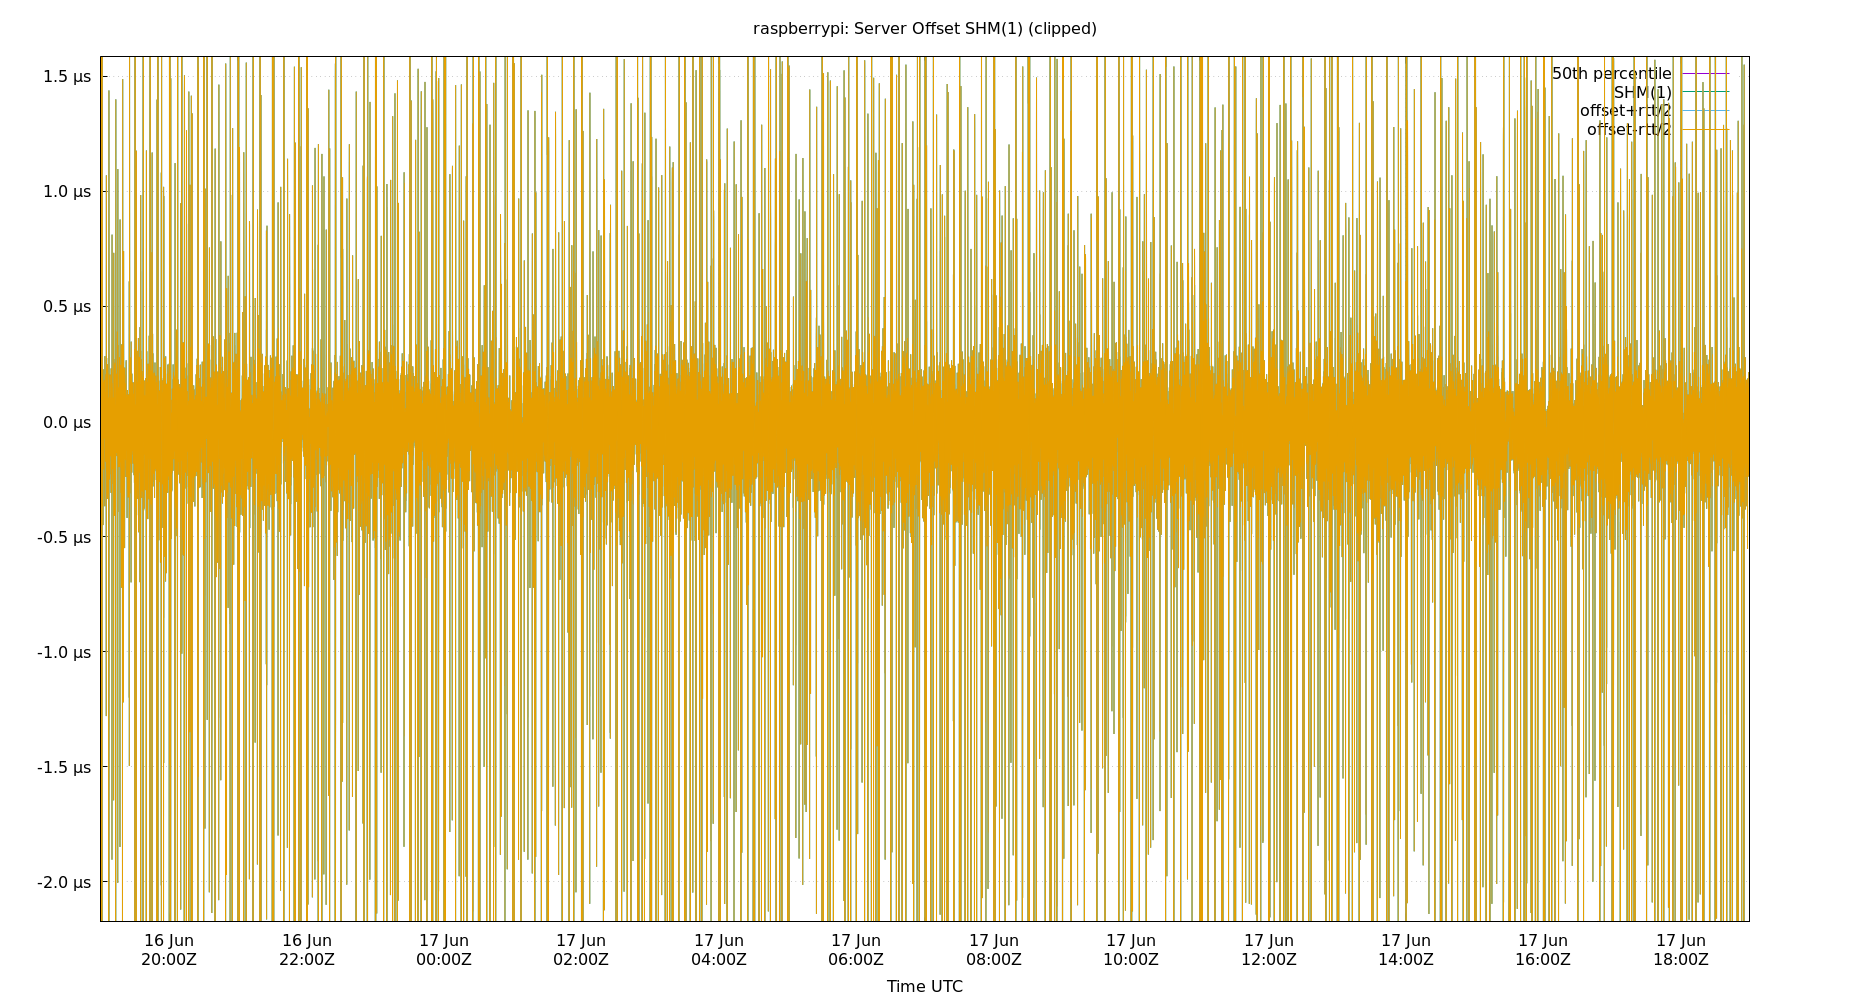 raspberrypi: Server Offset SHM(1) (clipped)
1.5 µs
1.0 µs
0.5 µs
0.0 µs
-0.5 µs
-1.0 µs
-1.5 µs
-2.0 µs
50th percentile
SHM(1)
offset+rtt/2
offset-rtt/2
16 Jun 16 Jun 17 Jun 17 Jun 17 Jun 17 Jun 17 Jun 17 Jun 17 Jun 17 Jun 17 Jun 17 Jun
20:00Z 22:00Z 00:00Z 02:00Z 04:00Z 06:00Z 08:00Z 10:00Z 12:00Z 14:00Z 16:00Z 18:00Z
Time UTC